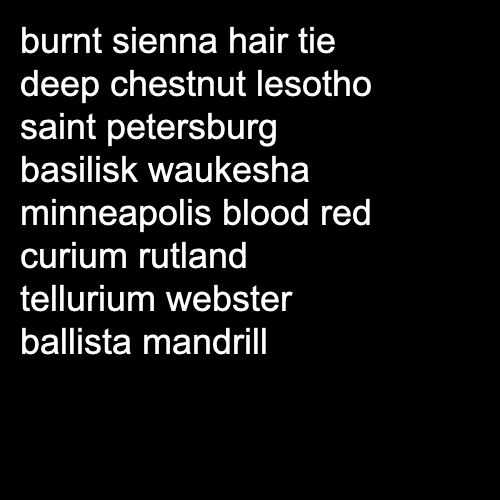 burnt sienna hair tie
deep chestnut lesotho
saint petersburg
basilisk waukesha
minneapolis blood red
curium rutland
tellurium webster
ballista mandrill